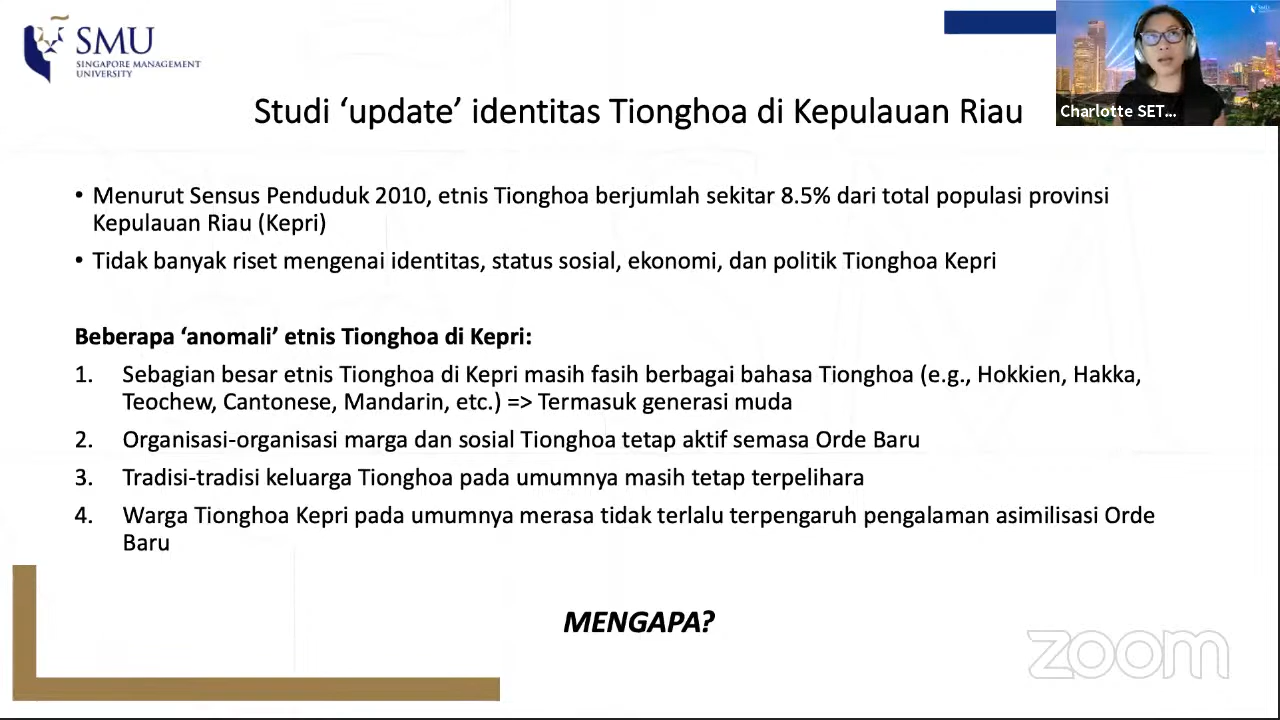 SMU
SINGAPORE MANAGEMENT
UNIVERSITY
Studi ‘update’ identitas Tionghoa di Kepulauan Riau
Charlotte SET...
• Menurut Sensus Penduduk 2010, etnis Tionghoa berjumlah sekitar 8.5% dari total populasi provinsi
Kepulauan Riau (Kepri)
• Tidak banyak riset mengenai identitas, status sosial, ekonomi, dan politik Tionghoa Kepri
Beberapa ‘anomali’ etnis Tionghoa di Kepri:
1. Sebagian besar etnis Tionghoa di Kepri masih fasih berbagai bahasa Tionghoa (e.g., Hokkien, Hakka,
Teochew, Cantonese, Mandarin, etc.) => Termasuk generasi muda
2. Organisasi-organisasi marga dan sosial Tionghoa tetap aktif semasa Orde Baru
3. Tradisi-tradisi keluarga Tionghoa pada umumnya masih tetap terpelihara
4. Warga Tionghoa Kepri pada umumnya merasa tidak terlalu terpengaruh pengalaman asimilisasi Orde
Baru
MENGAPA?
zoom